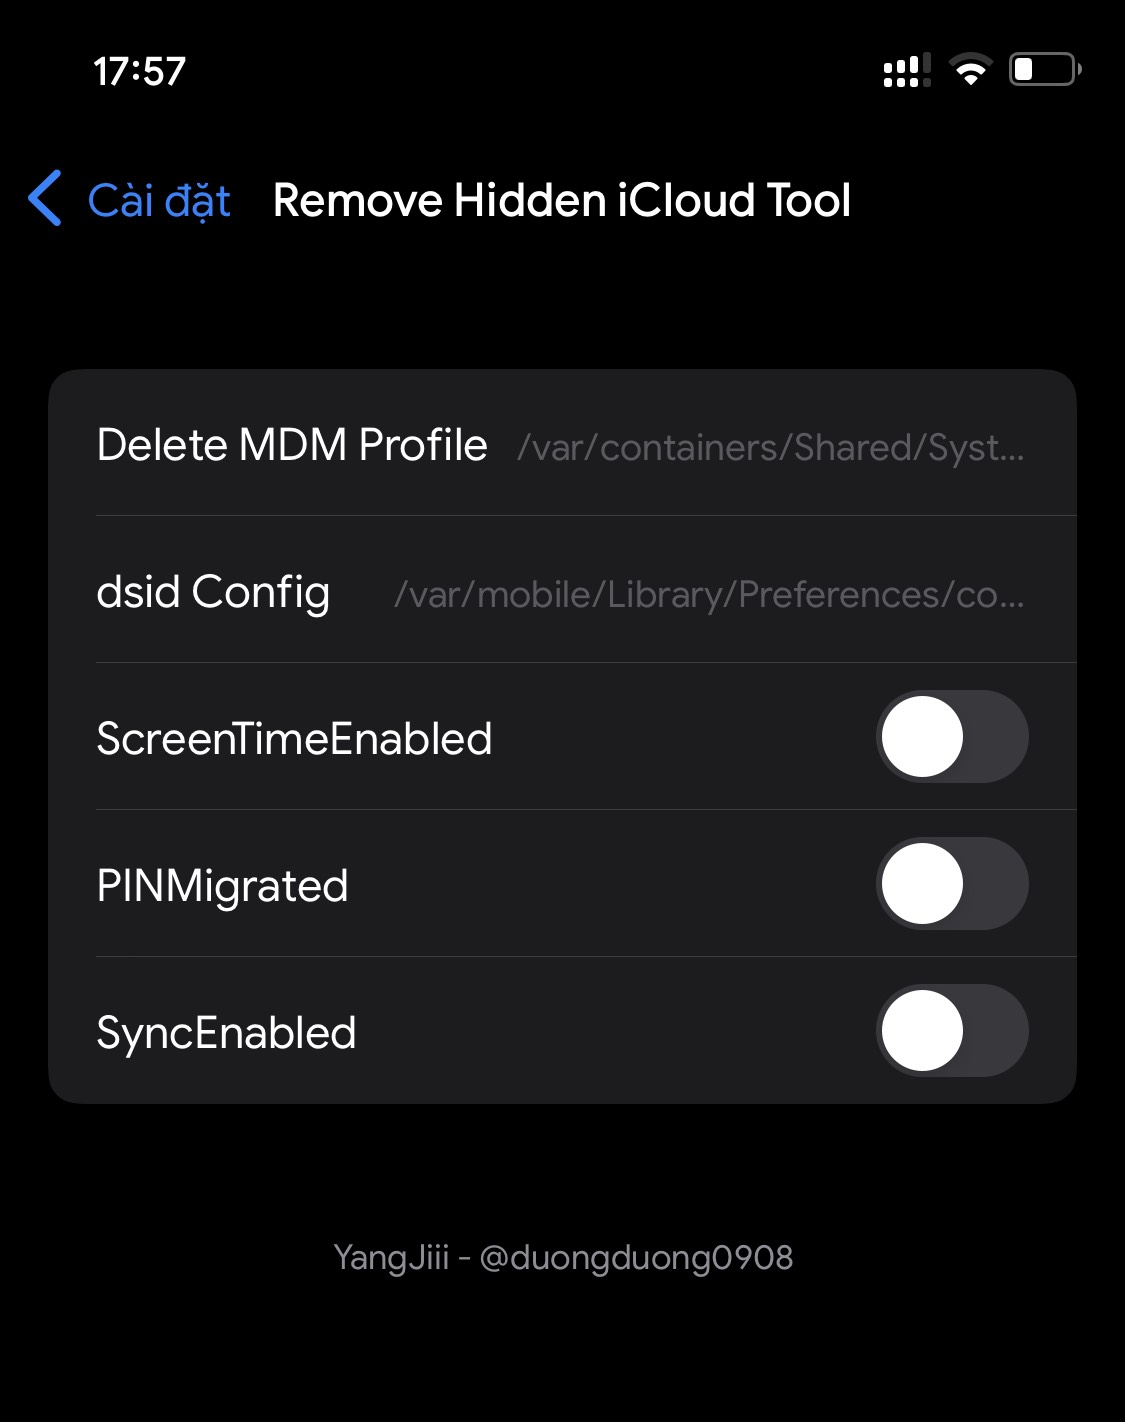 17:57
Cài đặt Remove Hidden iCloud Tool
Delete MDM Profile /var/containers/Shared/Syst...
dsid Config /var/mobile/Library/Preferences/co...
ScreenTimeEnabled
PINMigrated
SyncEnabled
YangJiii - @duongduong0908